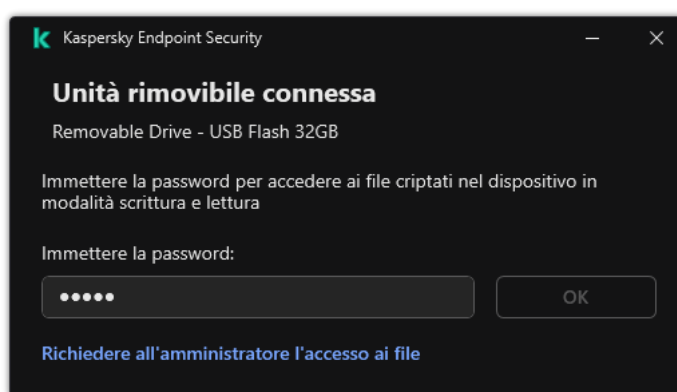 Kaspersky Endpoint Security
Unità rimovibile connessa
Removable Drive - USB Flash 32GB
Immettere la password per accedere ai file criptati nel dispositivo in
modalità scrittura e lettura
Immettere la password:
•••••
OK
Richiedere all'amministratore l'accesso ai file